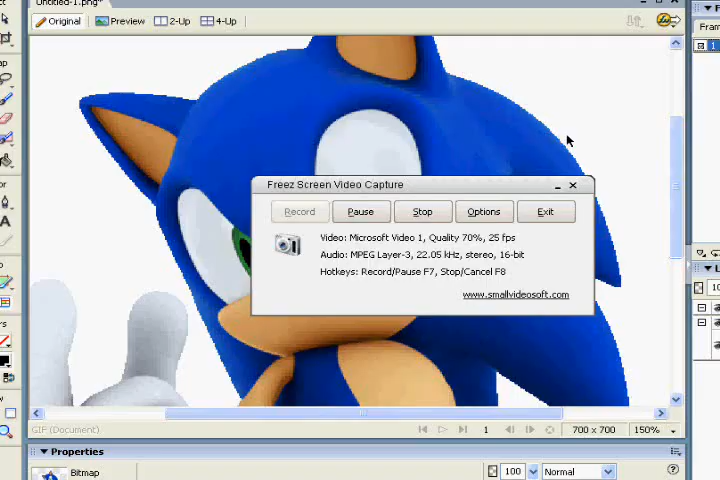 Untitled-1.png*
Original Preview 2-Up 4-Up
Freez Screen Video Capture
Record Pause Stop Options Exit
Video: Microsoft Video 1, Quality 70%, 25 fps
Audio: MPEG Layer-3, 22.05 kHz, stereo, 16-bit
Hotkeys: Record/Pause F7, Stop/Cancel F8
www.smallvideosoft.com
GIF (Document) 1 700 x 700 150%
Properties
Bitmap 100 Normal
Fram
1